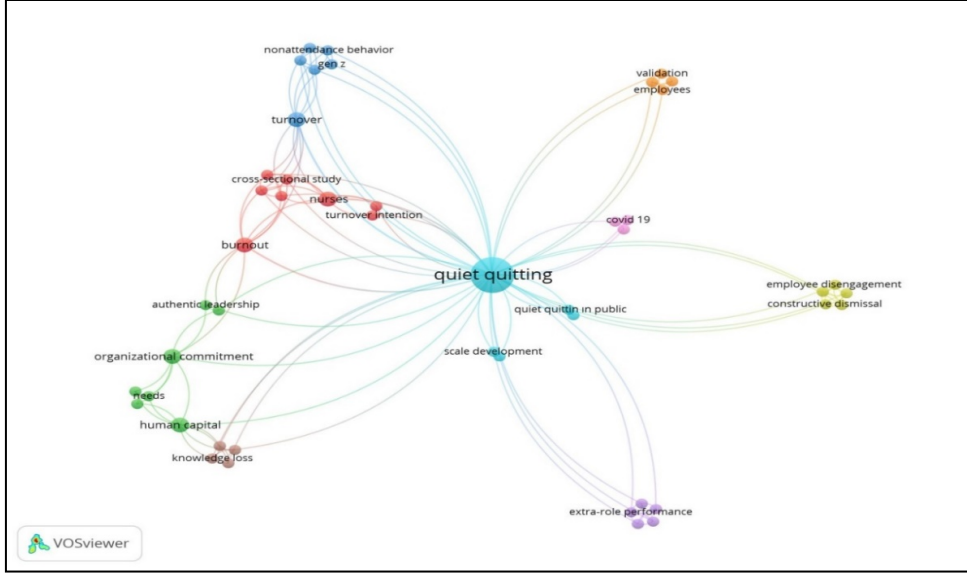 nonattendance behavior
gen z
validation
employees
turnover
cross-sectional study
nurses
turnover intention
covid 19
burnout
quiet quitting
employee disengagement
authentic leadership
constructive dismissal
quiet quittin in public
scale development
organizational commitment
needs
human capital
knowledge loss
extra-role performance
VOSviewer